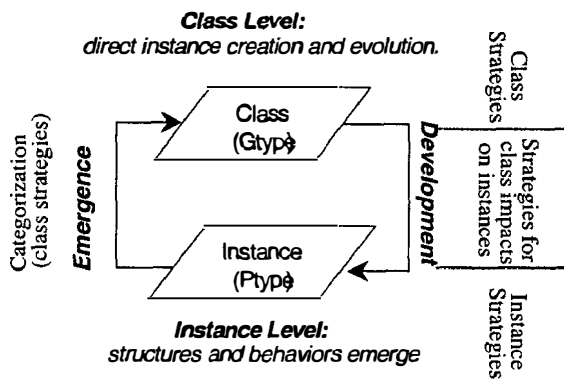 Class Level:
direct instance creation and evolution.
Class
(Gtype)
Categorization
(class strategies)
Emergence
Development
Class
Strategies
Strategies for
class impacts
on instances
Instance
Strategies
Instance
(Ptype)
Instance Level:
structures and behaviors emerge